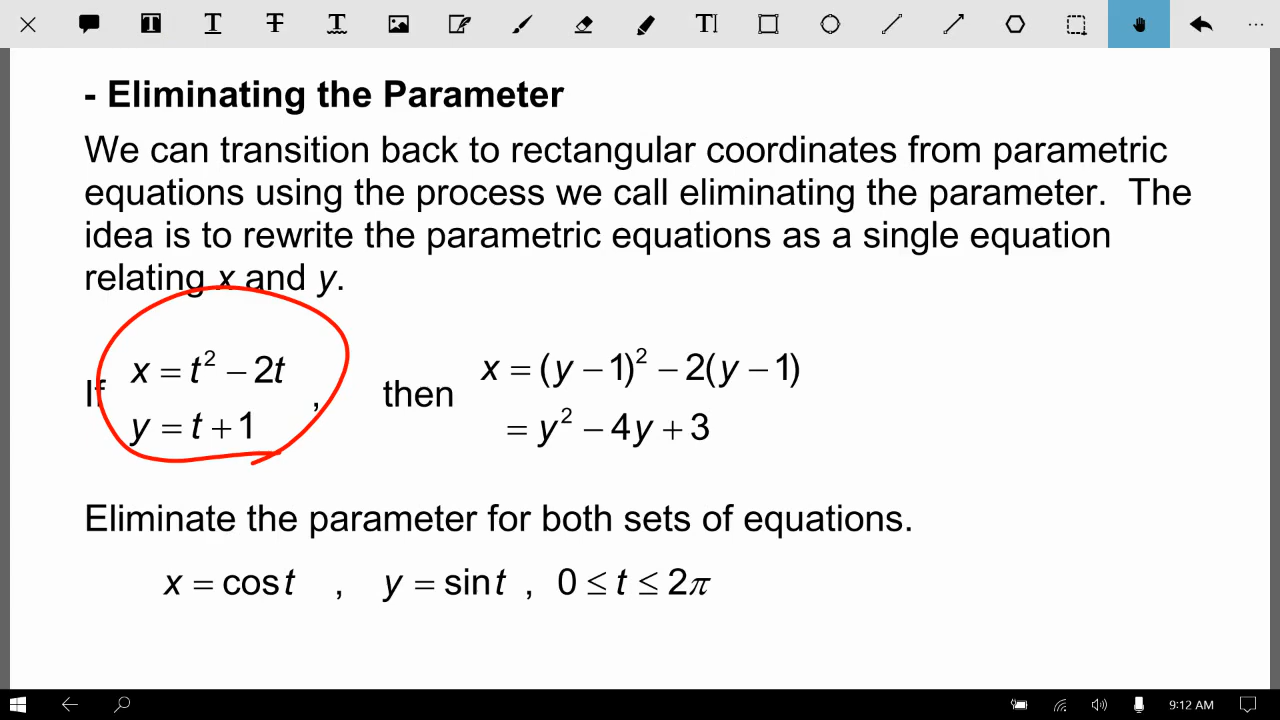 - Eliminating the Parameter
We can transition back to rectangular coordinates from parametric
equations using the process we call eliminating the parameter. The
idea is to rewrite the parametric equations as a single equation
relating x and y.
If x = t² − 2t
y = t + 1 , then x = (y − 1)² − 2(y − 1)
= y² − 4y + 3
Eliminate the parameter for both sets of equations.
x = cos t , y = sin t , 0 ≤ t ≤ 2π
9:12 AM